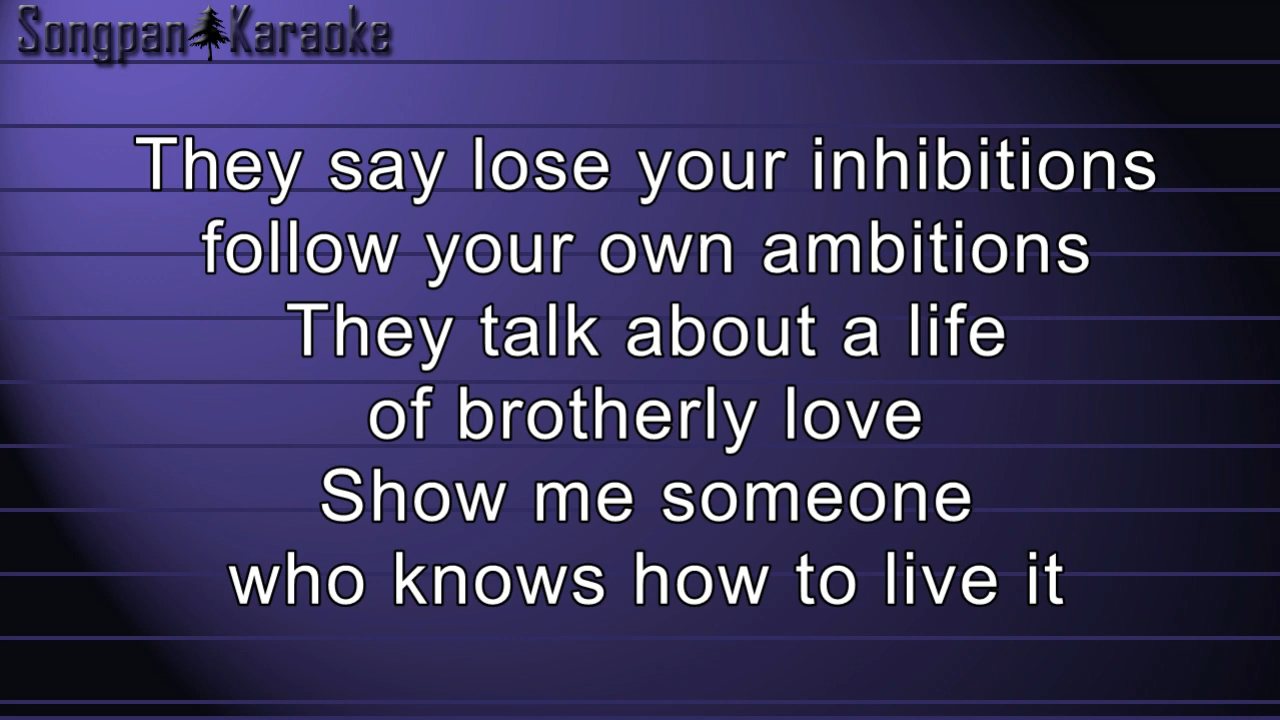 Songpan Karaoke
They say lose your inhibitions
follow your own ambitions
They talk about a life
of brotherly love
Show me someone
who knows how to live it